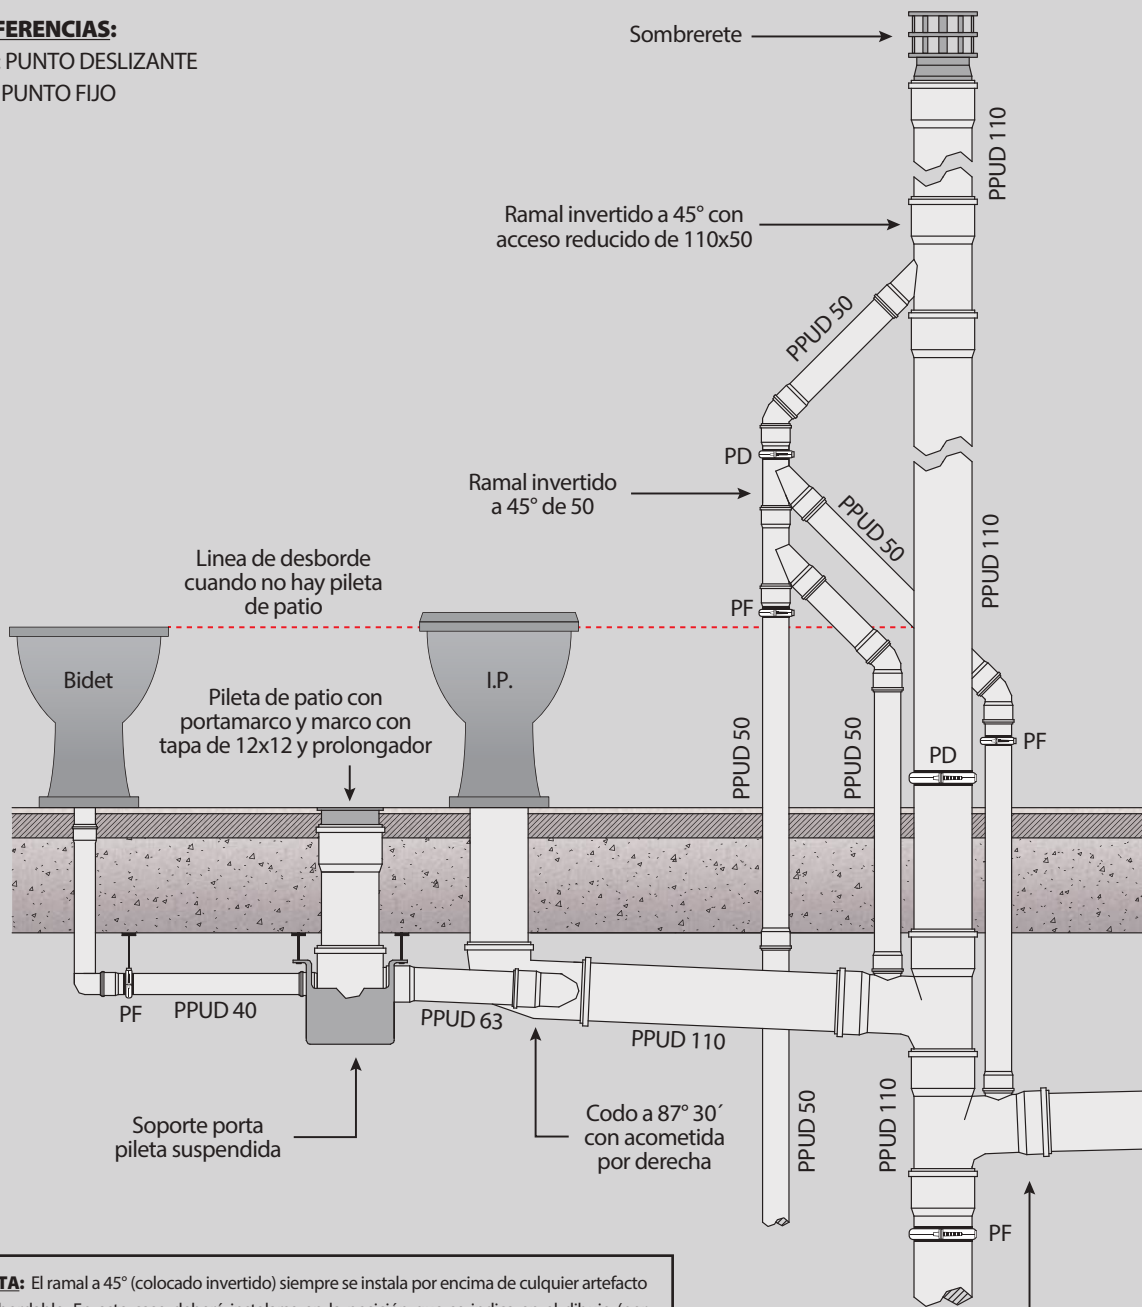 FERENCIAS:
: PUNTO DESLIZANTE
PUNTO FIJO
Sombrerete
PPUD 110
Ramal invertido a 45° con
acceso reducido de 110x50
PPUD 50
PD
Ramal invertido
a 45° de 50
PPUD 50
PPUD 110
Linea de desborde
cuando no hay pileta
de patio
PF
Bidet
I.P.
Pileta de patio con
portamarco y marco con
tapa de 12x12 y prolongador
PPUD 50
PPUD 50
PD
PF
PF
PPUD 40
PPUD 63
PPUD 110
Soporte porta
pileta suspendida
Codo a 87° 30´
con acometida
por derecha
PPUD 50
PPUD 110
PF
TA: El ramal a 45° (colocado invertido) siempre se instala por encima de culquier artefacto